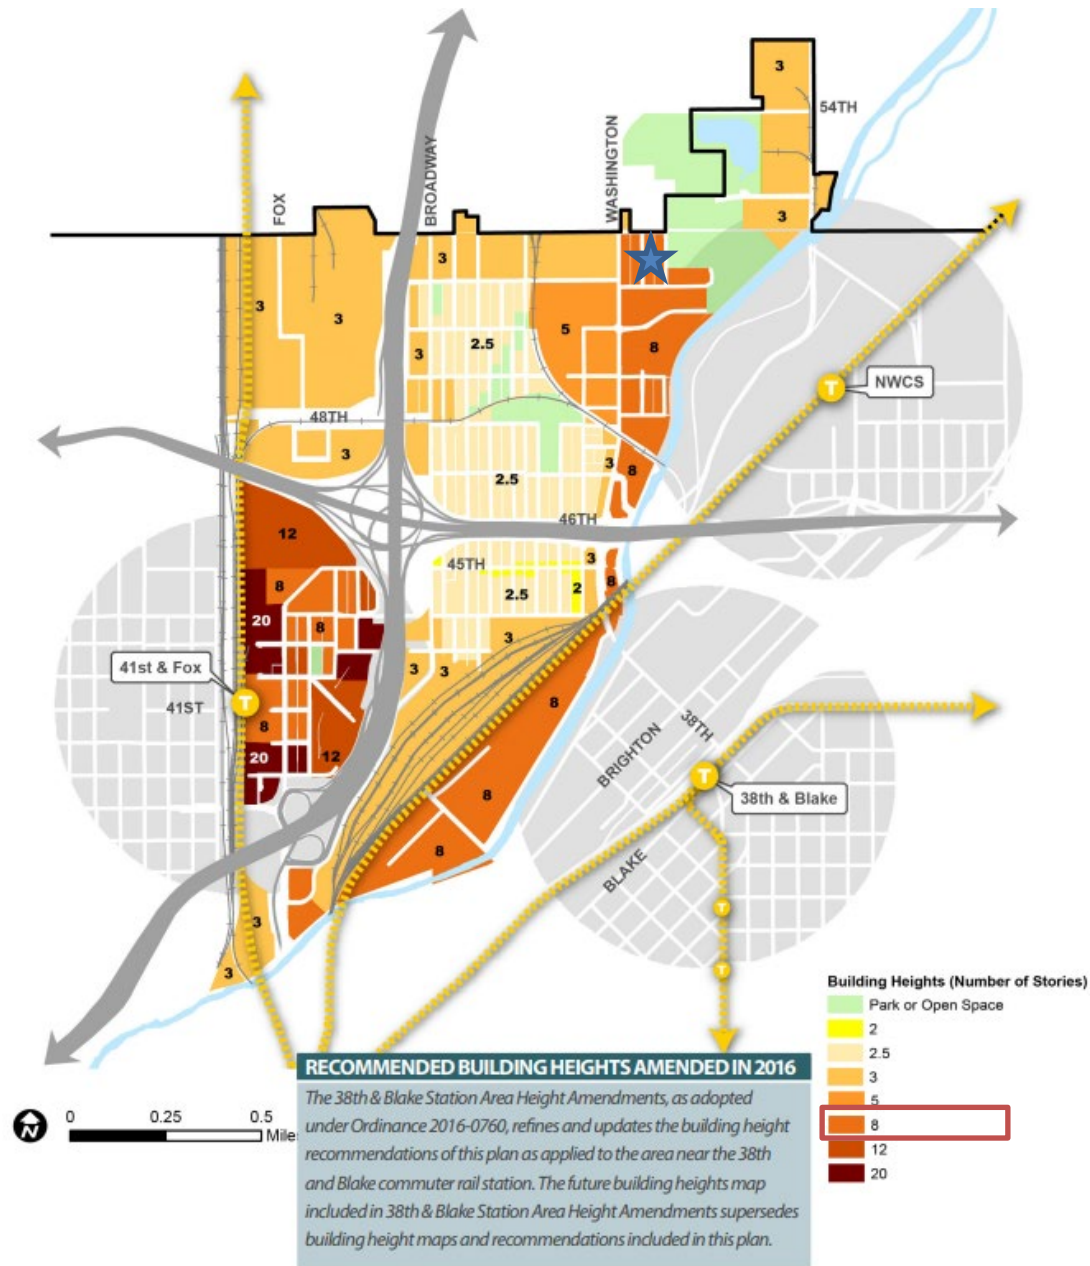 3
54TH
WASHINGTON
BROADWAY
FOX
3
3
3
3
3
3
2.5
5
8
NWCS
48TH
3
2.5
3
8
46TH
12
45TH
3
8
8
2.5
2
20
8
3
41st & Fox
3
3
41ST
8
8
38TH
BRIGHTON
12
20
38th & Blake
8
8
BLAKE
3
3
Building Heights (Number of Stories)
Park or Open Space
2
2.5
3
5
8
12
20
RECOMMENDED BUILDING HEIGHTS AMENDED IN 2016
The 38th & Blake Station Area Height Amendments, as adopted
under Ordinance 2016-0760, refines and updates the building height
recommendations of this plan as applied to the area near the 38th
and Blake commuter rail station. The future building heights map
included in 38th & Blake Station Area Height Amendments supersedes
building height maps and recommendations included in this plan.
N
0 0.25 0.5
Miles
T
T
T
T
T